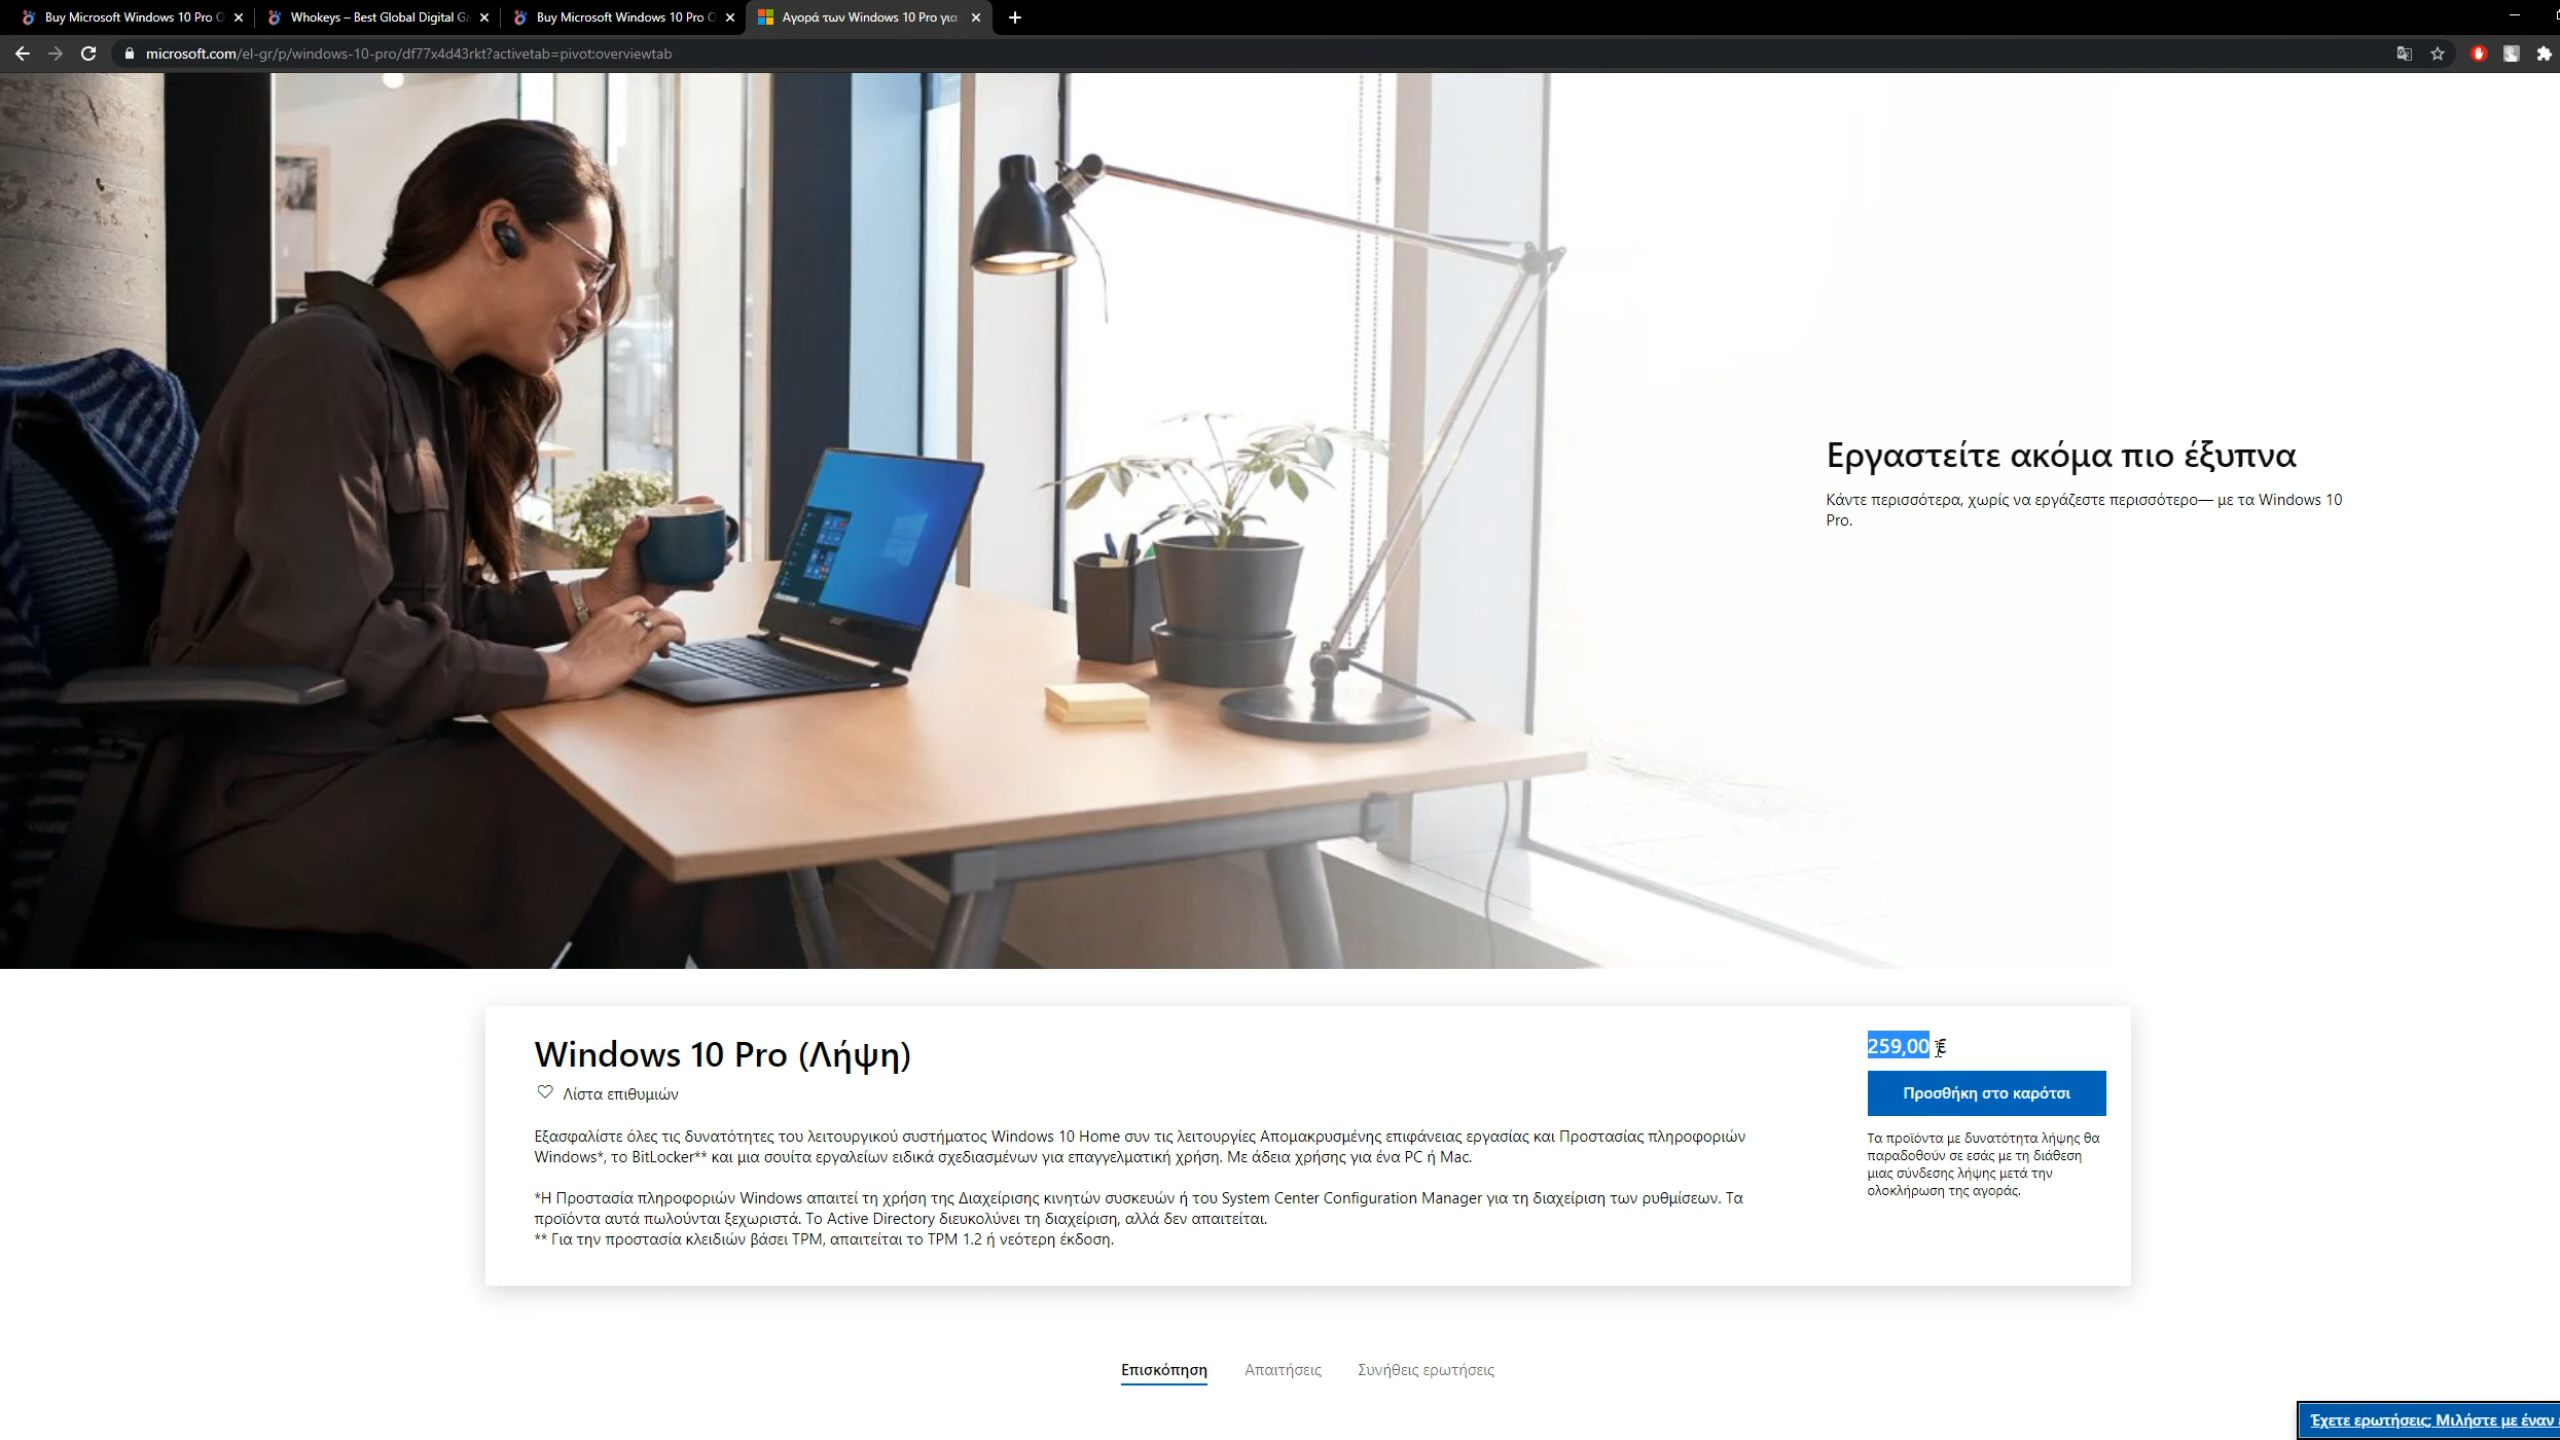 Buy Microsoft Windows 10 Pro O
Whokeys – Best Global Digital Ga
Buy Microsoft Windows 10 Pro O
Αγορά των Windows 10 Pro για
microsoft.com/el-gr/p/windows-10-pro/df77x4d43rkt?activetab=pivot:overviewtab
Εργαστείτε ακόμα πιο έξυπνα
Κάντε περισσότερα, χωρίς να εργάζεστε περισσότερο— με τα Windows 10
Pro.
Windows 10 Pro (Λήψη)
Λίστα επιθυμιών
Εξασφαλίστε όλες τις δυνατότητες του λειτουργικού συστήματος Windows 10 Home συν τις λειτουργίες Απομακρυσμένης επιφάνειας εργασίας και Προστασίας πληροφοριών
Windows*, το BitLocker** και μια σουίτα εργαλείων ειδικά σχεδιασμένων για επαγγελματική χρήση. Με άδεια χρήσης για ένα PC ή Mac.
*Η Προστασία πληροφοριών Windows απαιτεί τη χρήση της Διαχείρισης κινητών συσκευών ή του System Center Configuration Manager για τη διαχείριση των ρυθμίσεων. Τα
προϊόντα αυτά πωλούνται ξεχωριστά. Το Active Directory διευκολύνει τη διαχείριση, αλλά δεν απαιτείται.
** Για την προστασία κλειδιών βάσει TPM, απαιτείται το TPM 1.2 ή νεότερη έκδοση.
259,00 €
Προσθήκη στο καρότσι
Τα προϊόντα με δυνατότητα λήψης θα
παραδοθούν σε εσάς με τη διάθεση
μιας σύνδεσης λήψης μετά την
ολοκλήρωση της αγοράς.
Επισκόπηση
Απαιτήσεις
Συνήθεις ερωτήσεις
Έχετε ερωτήσεις; Μιλήστε με έναν